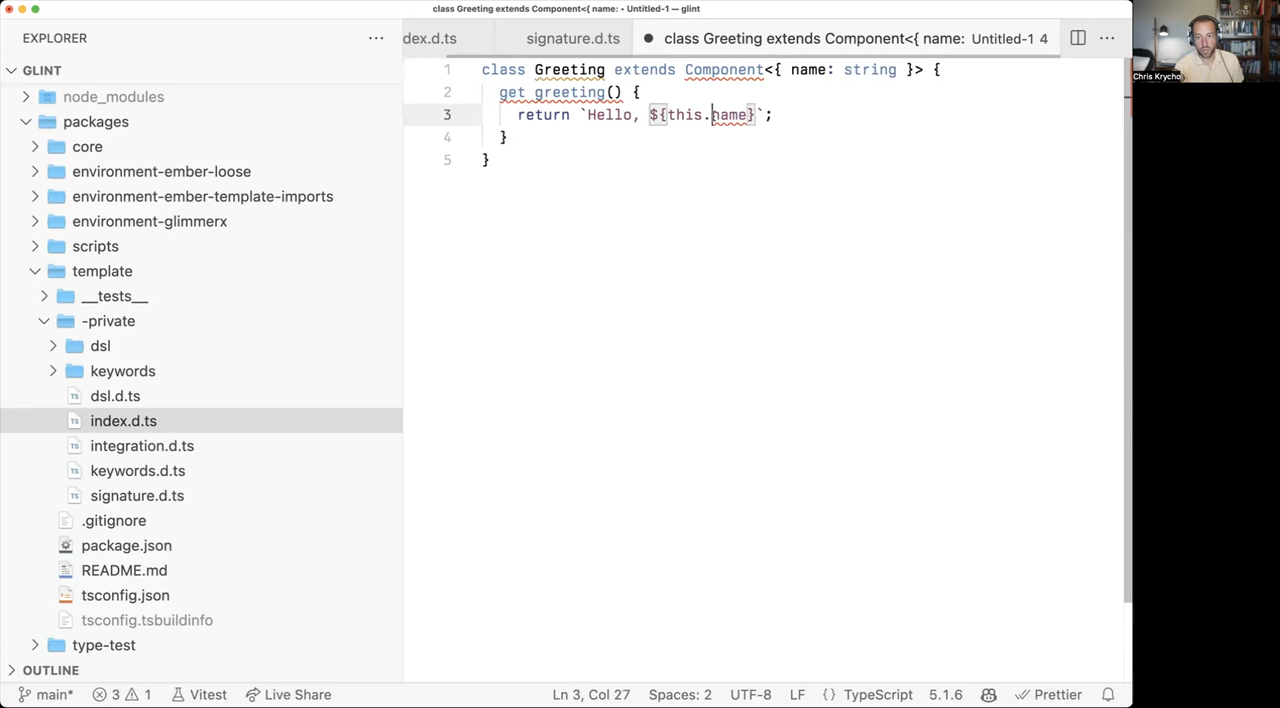 class Greeting extends Component<{ name: • Untitled-1 — glint
EXPLORER
GLINT
node_modules
packages
core
environment-ember-loose
environment-ember-template-imports
environment-glimmerx
scripts
template
__tests__
-private
dsl
keywords
dsl.d.ts
index.d.ts
integration.d.ts
keywords.d.ts
signature.d.ts
.gitignore
package.json
README.md
tsconfig.json
tsconfig.tsbuildinfo
type-test
OUTLINE
dex.d.ts
signature.d.ts
class Greeting extends Component<{ name: Untitled-1 4
1 class Greeting extends Component<{ name: string }> {
2 get greeting() {
3 return `Hello, ${this.name}`;
4 }
5 }
Chris Krycho
main* 3 1 Vitest Live Share Ln 3, Col 27 Spaces: 2 UTF-8 LF {} TypeScript 5.1.6 Prettier